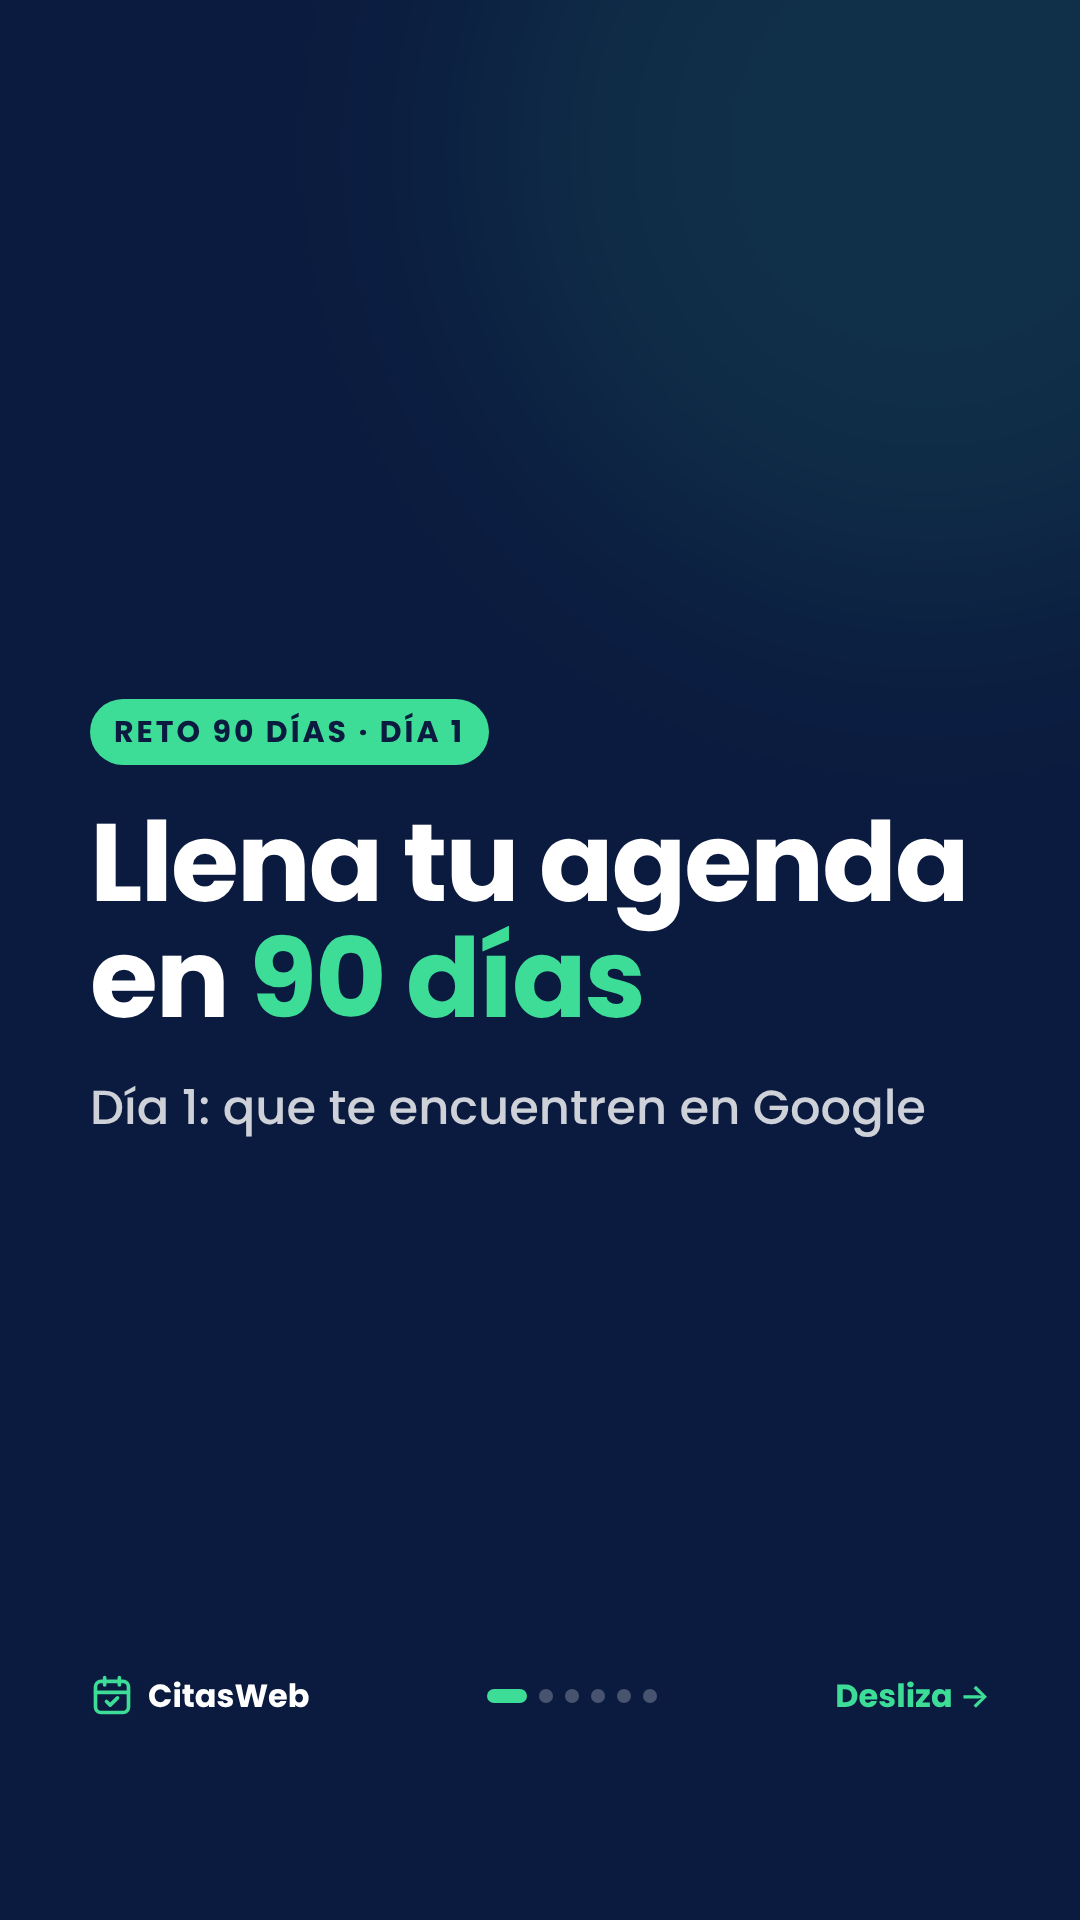 RETO 90 DÍAS · DÍA 1
Llena tu agenda
en 90 días
Día 1: que te encuentren en Google
CitasWeb
Desliza →